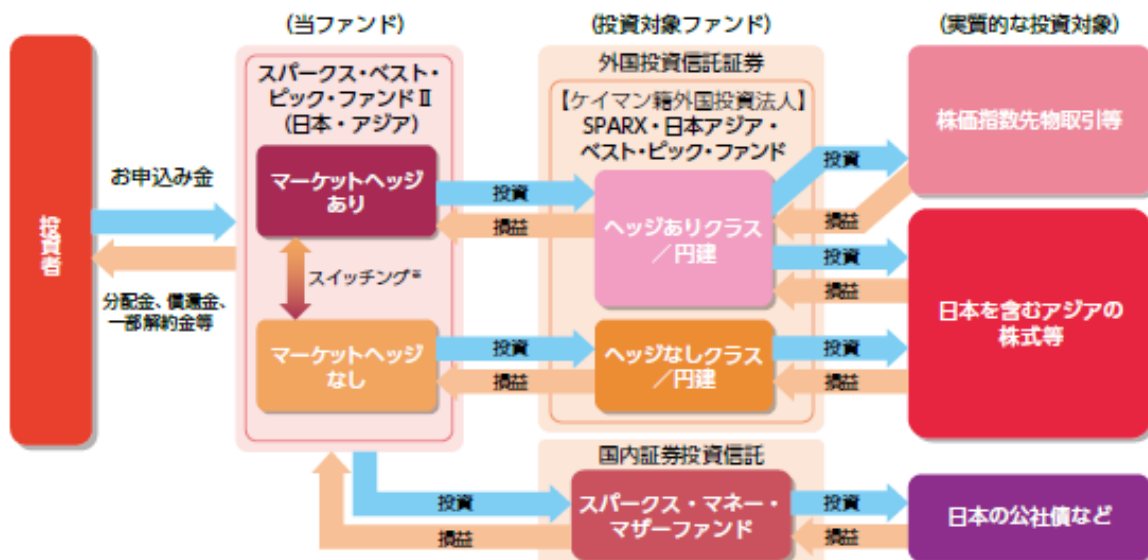 (当ファンド)
(投資対象ファンド)
(実質的な投資対象)
投資者
お申込み金
分配金、償還金、
一部解約金等
スパークス・ベスト・
ピック・ファンドⅡ
(日本・アジア)
マーケットヘッジ
あり
スイッチング※
マーケットヘッジ
なし
投資
損益
投資
損益
外国投資信託証券
【ケイマン籍外国投資法人】
SPARX・日本アジア・
ベスト・ピック・ファンド
ヘッジありクラス
/円建
ヘッジなしクラス
/円建
投資
損益
投資
損益
投資
損益
株価指数先物取引等
日本を含むアジアの
株式等
投資
損益
国内証券投資信託
スパークス・マネー・
マザーファンド
投資
損益
日本の公社債など